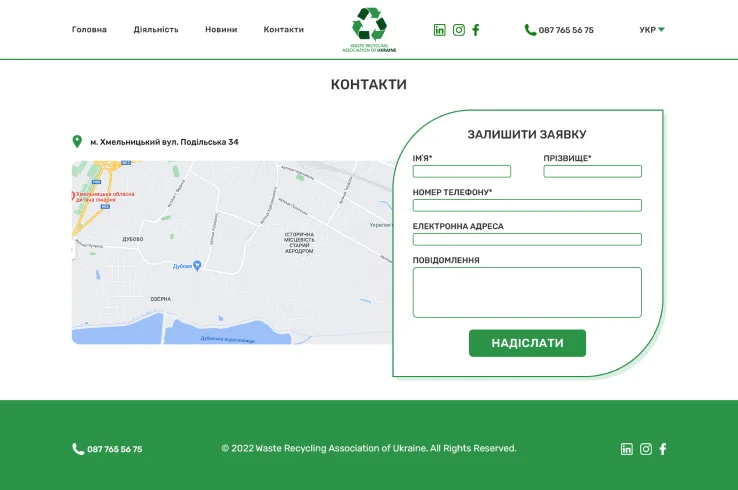 Головна
Діяльність
Новини
Контакти
WASTE RECYCLING
ASSOCIATION OF UKRAINE
087 765 56 75
УКР
КОНТАКТИ
м. Хмельницький вул. Подільська 34
Хмельницька обласна
дитяча лікарня
ДУБОВО
ІСТОРИЧНА
МІСЦЕВІСТЬ
СТАРИЙ
АЕРОДРОМ
Дубове
ОЗЕРНА
ЗАЛИШИТИ ЗАЯВКУ
ІМ'Я*
ПРІЗВИЩЕ*
НОМЕР ТЕЛЕФОНУ*
ЕЛЕКТРОННА АДРЕСА
ПОВІДОМЛЕННЯ
НАДІСЛАТИ
087 765 56 75
© 2022 Waste Recycling Association of Ukraine. All Rights Reserved.